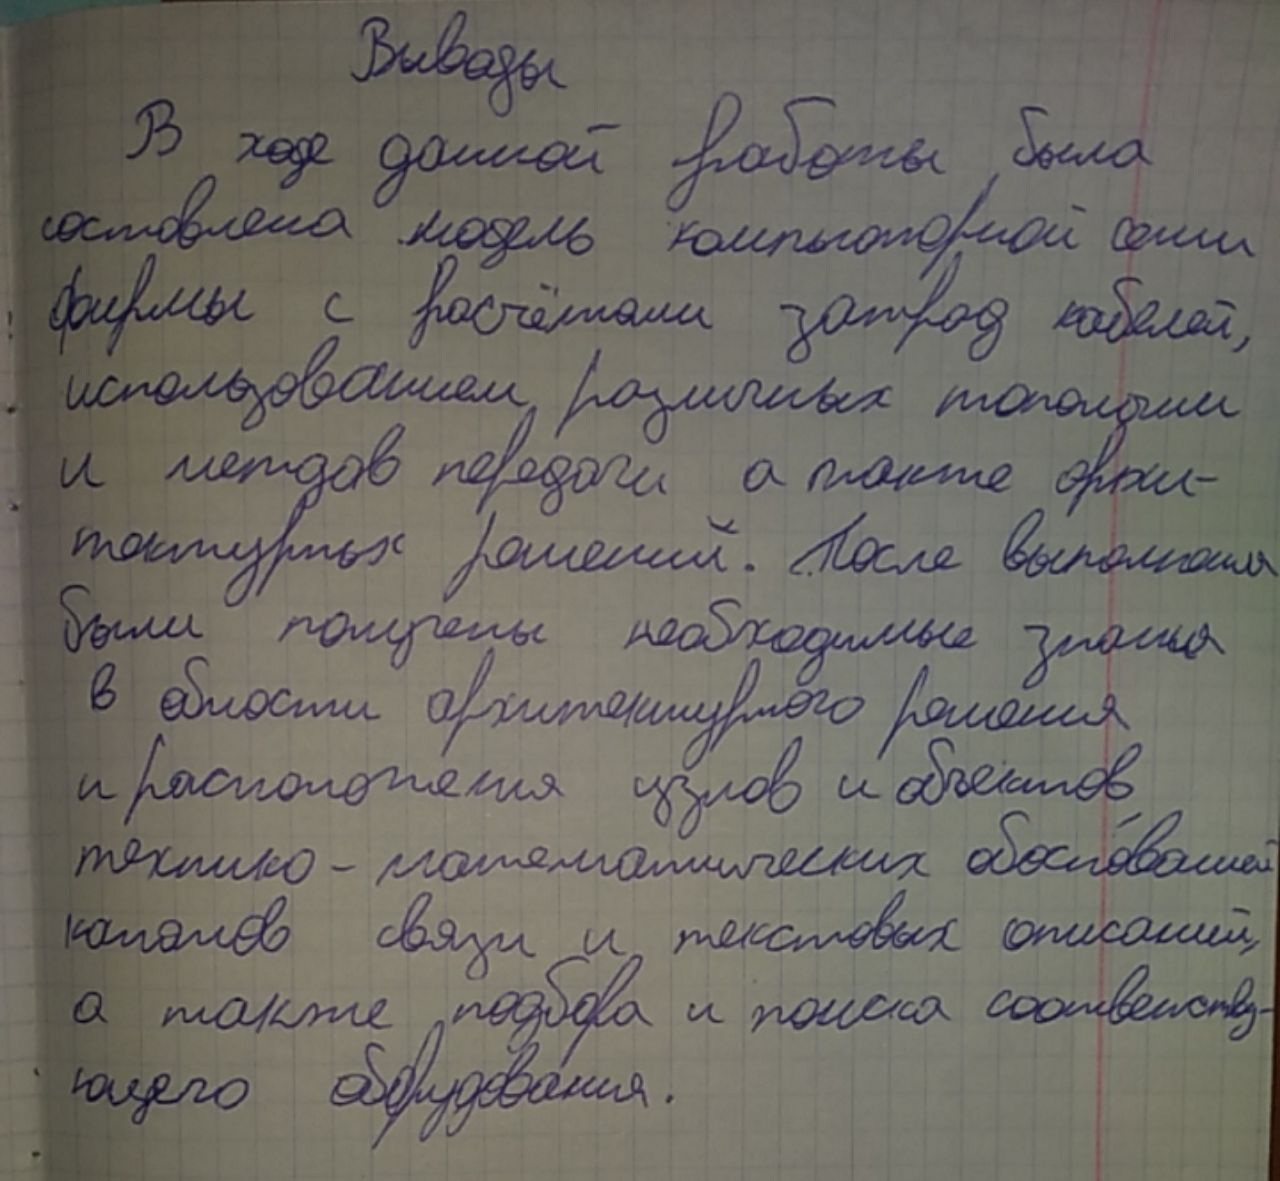 Выводы
В ходе данной работы была
составлена модель компьютерной сети
фирмы с расчётами затрад кабелей,
использованием различных топологии
и методов передачи а также архи-
тектурных решений. После выполнения
были получены необходимые знания
в области архитектурного решения
и расположения узлов и объектов,
технико-математических обоснований
каналов связи и текстовых описаний,
а также подбора и поиска соответству-
ющего оборудования.